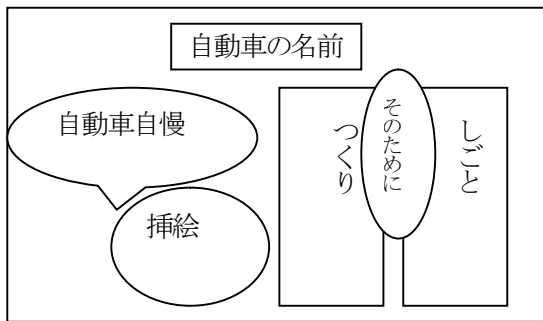 自動車の名前
しごと
そのために
つくり
自動車自慢
挿絵